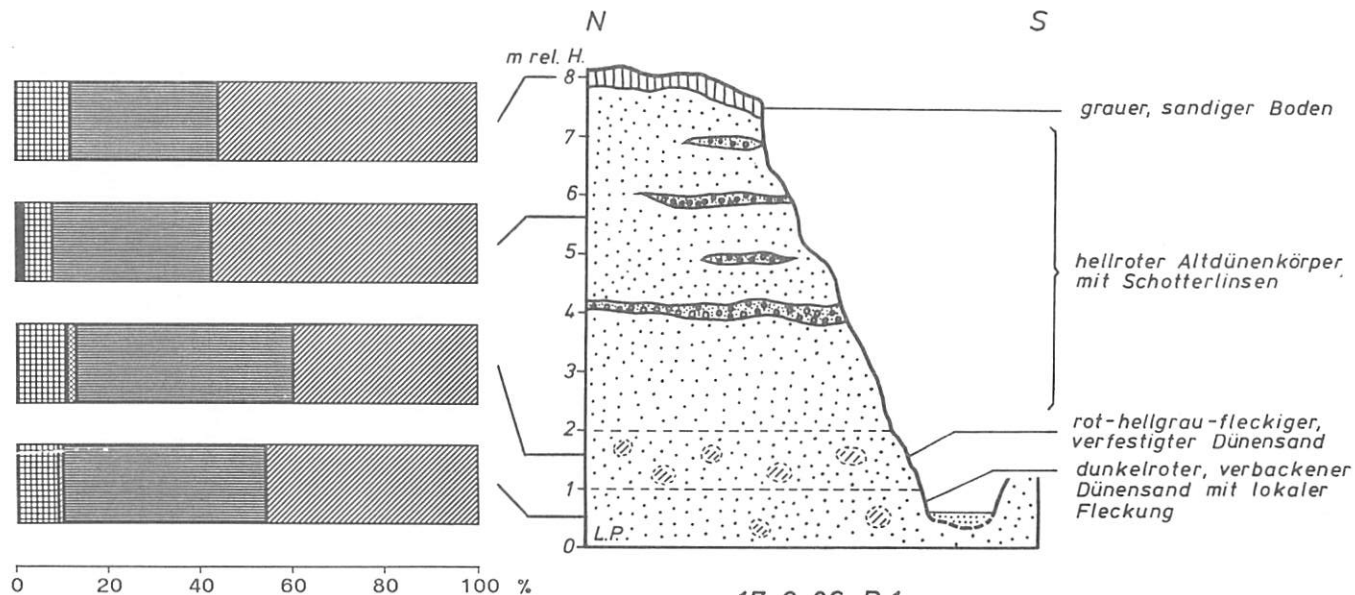 N
S
m rel. H.
8
7
6
5
4
3
2
1
0
L.P.
grauer, sandiger Boden
hellroter Altdünenkörper
mit Schotterlinsen
rot-hellgrau-fleckiger,
verfestigter Dünensand
dunkelroter, verbackener
Dünensand mit lokaler
Fleckung
0 20 40 60 80 100 %